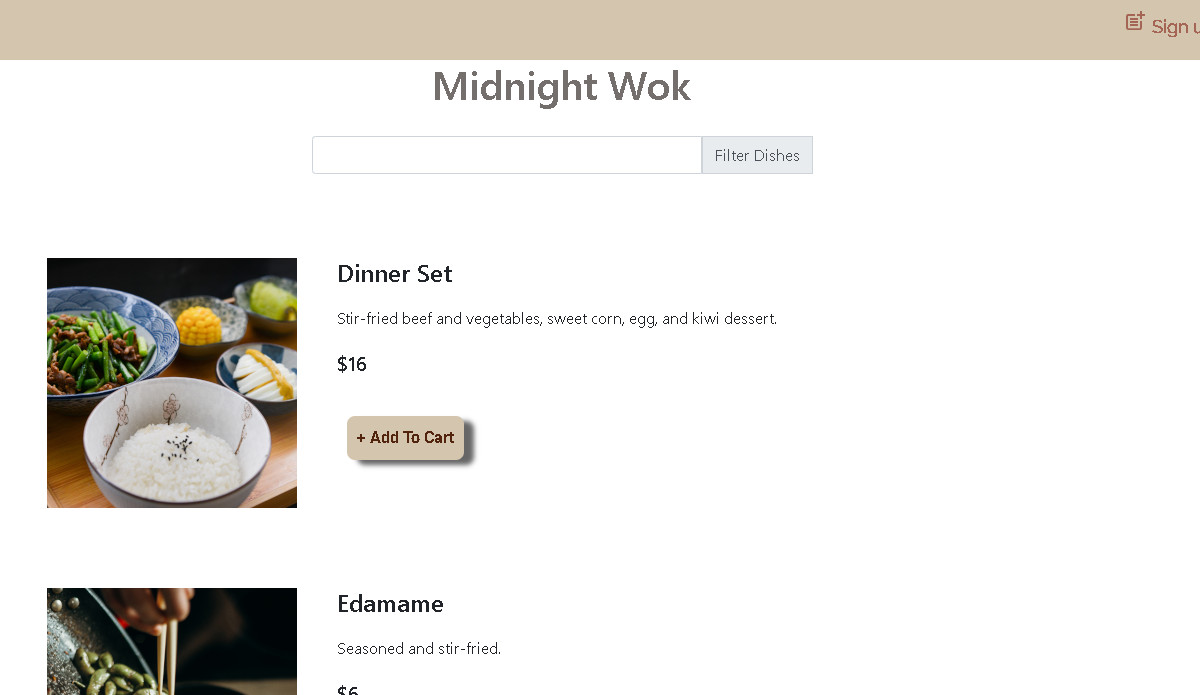 Sign
Midnight Wok
Filter Dishes
Dinner Set
Stir-fried beef and vegetables, sweet corn, egg, and kiwi dessert.
$16
+ Add To Cart
Edamame
Seasoned and stir-fried.
$6